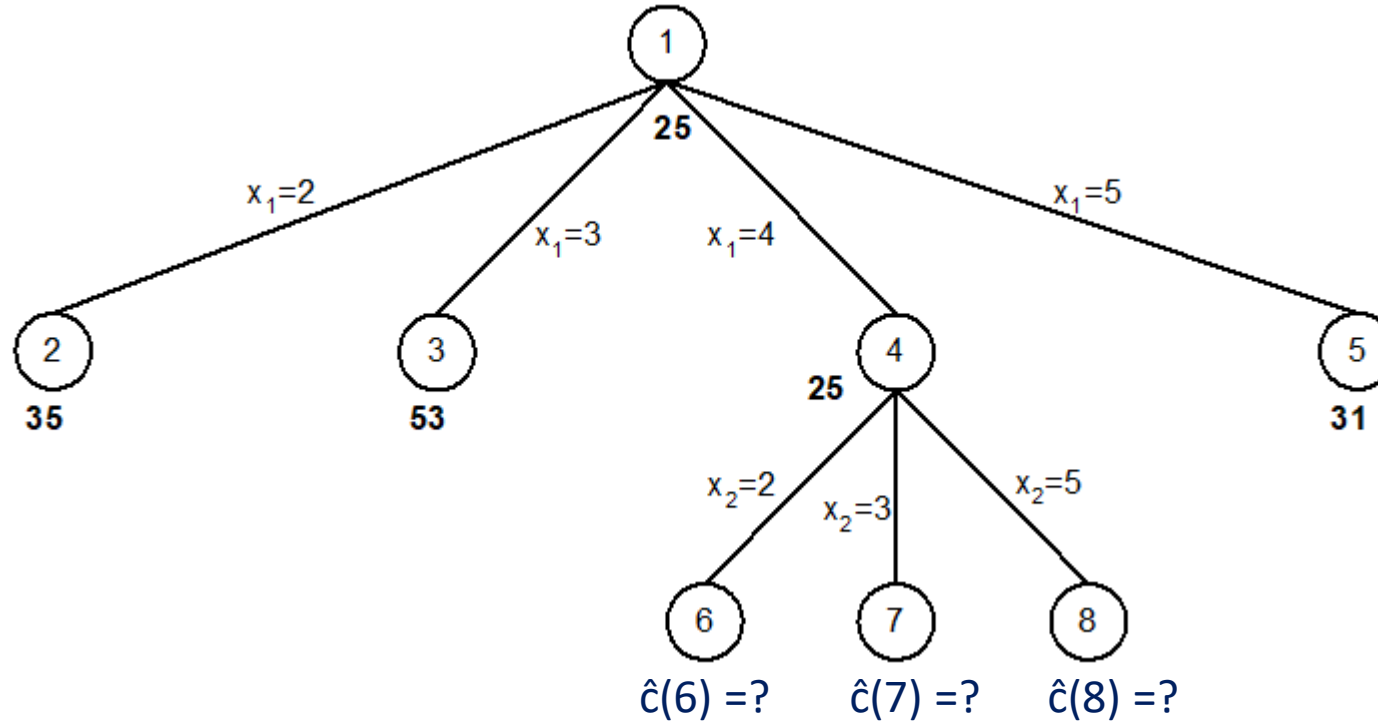 1
25
x₁=2
x₁=3
x₁=4
x₁=5
2
3
4
5
35
53
25
31
x₂=2
x₂=3
x₂=5
6
7
8
ĉ(6) =?
ĉ(7) =?
ĉ(8) =?